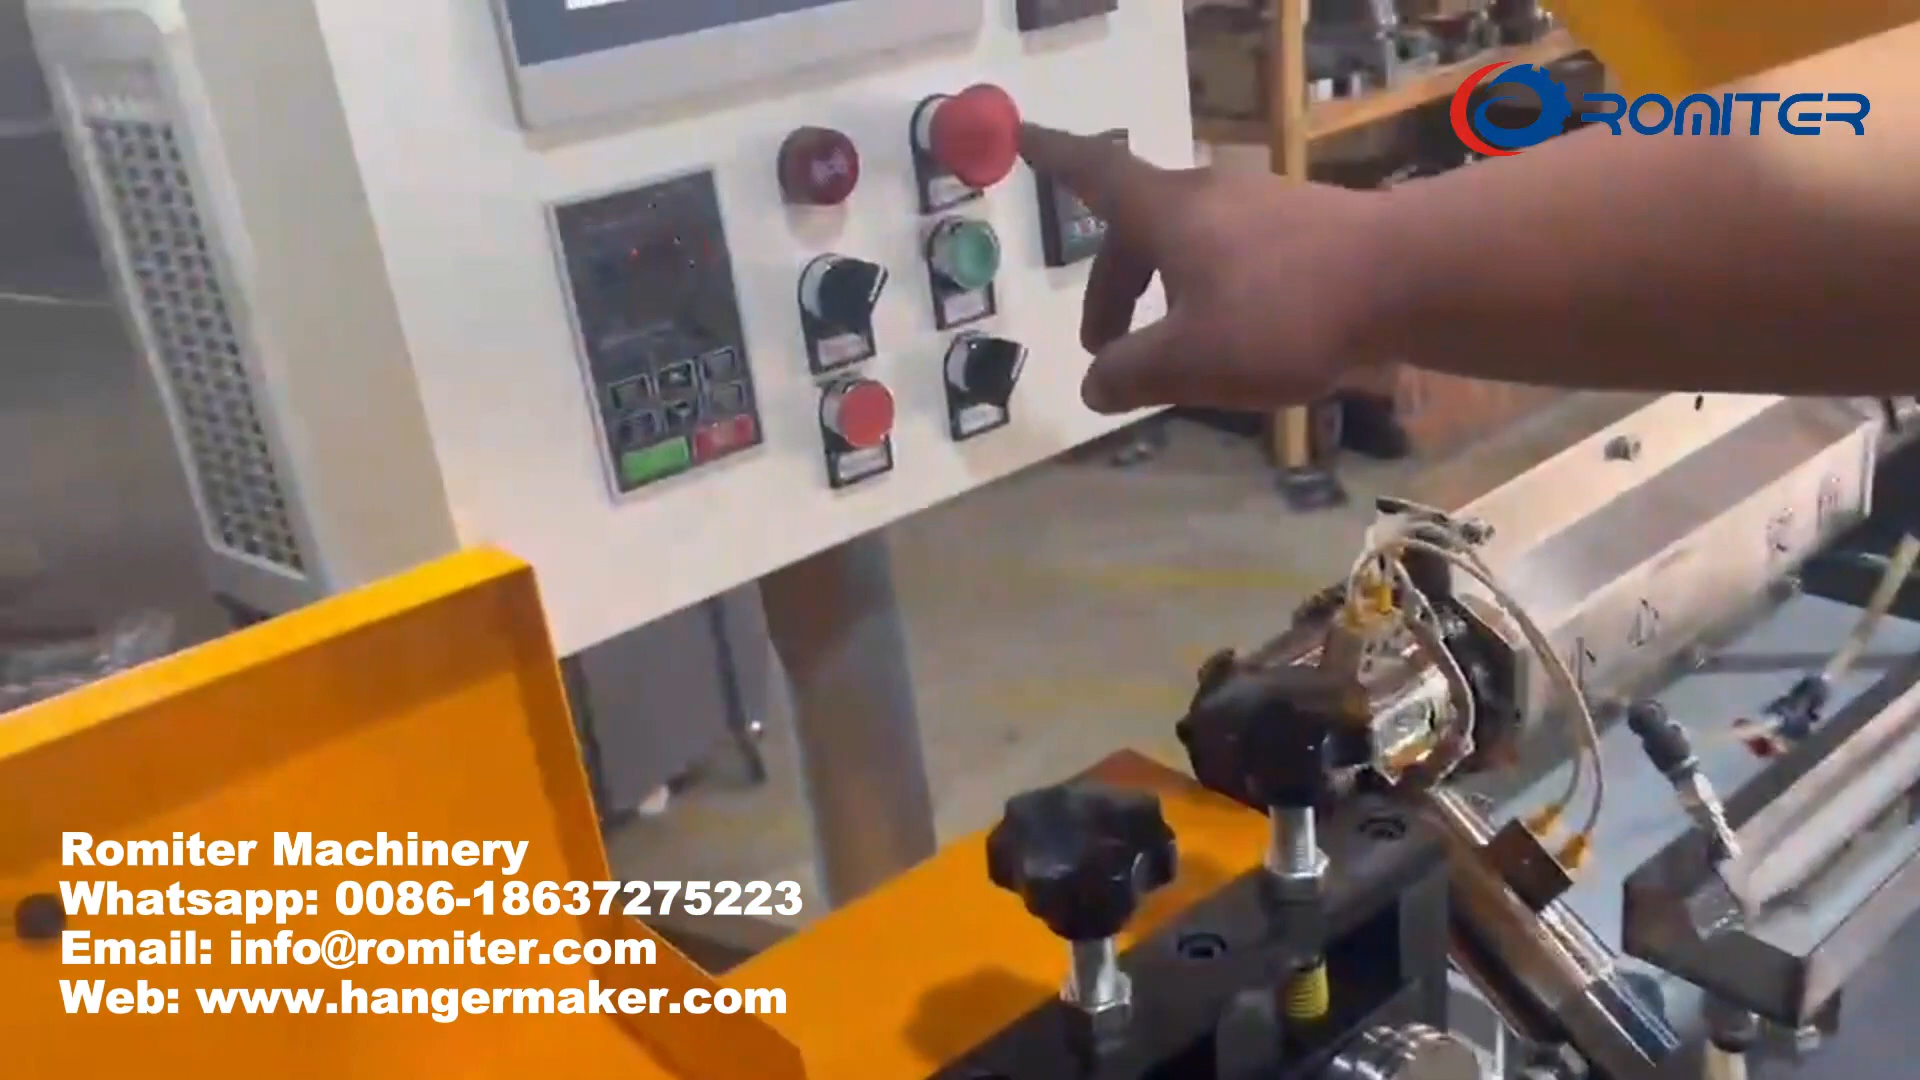 ROMITER
Romiter Machinery
Whatsapp: 0086-18637275223
Email: info@romiter.com
Web: www.hangermaker.com